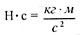 Н·с = кг·м / с²